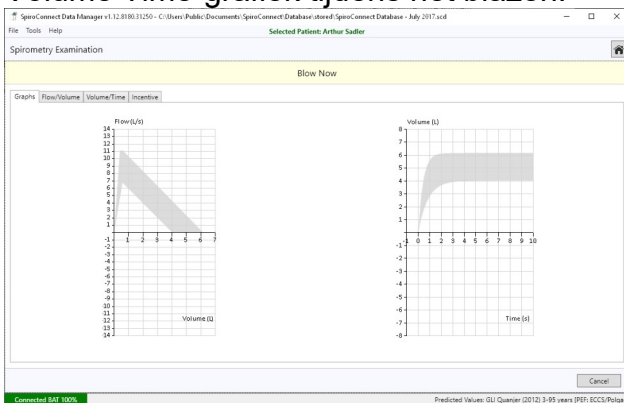 SpiroConnect Data Manager v1.12.8180.31250 - C:\Users\Public\Documents\SpiroConnect\Database\stored\SpiroConnect Database - July 2017.scd
File Tools Help
Selected Patient: Arthur Sadler
Spirometry Examination
Blow Now
Graphs Flow/Volume Volume/Time Incentive
Flow (L/s)
14
13
12
11
10
9
8
7
6
5
4
3
2
1
-1
-2
-3
-4
-5
-6
-7
-8
-9
10
11
12
13
14
1 2 3 4 5 6 7
Volume (L)
Volume (L)
8
7
6
5
4
3
2
1
-1
-2
-3
-4
-5
-6
-7
-8
-1 0 1 2 3 4 5 6 7 8 9 10
Time (s)
Cancel
Connected BAT 100%
Predicted Values: GLI Quanjer (2012) 3-95 years [PEF: ECCS/Polga